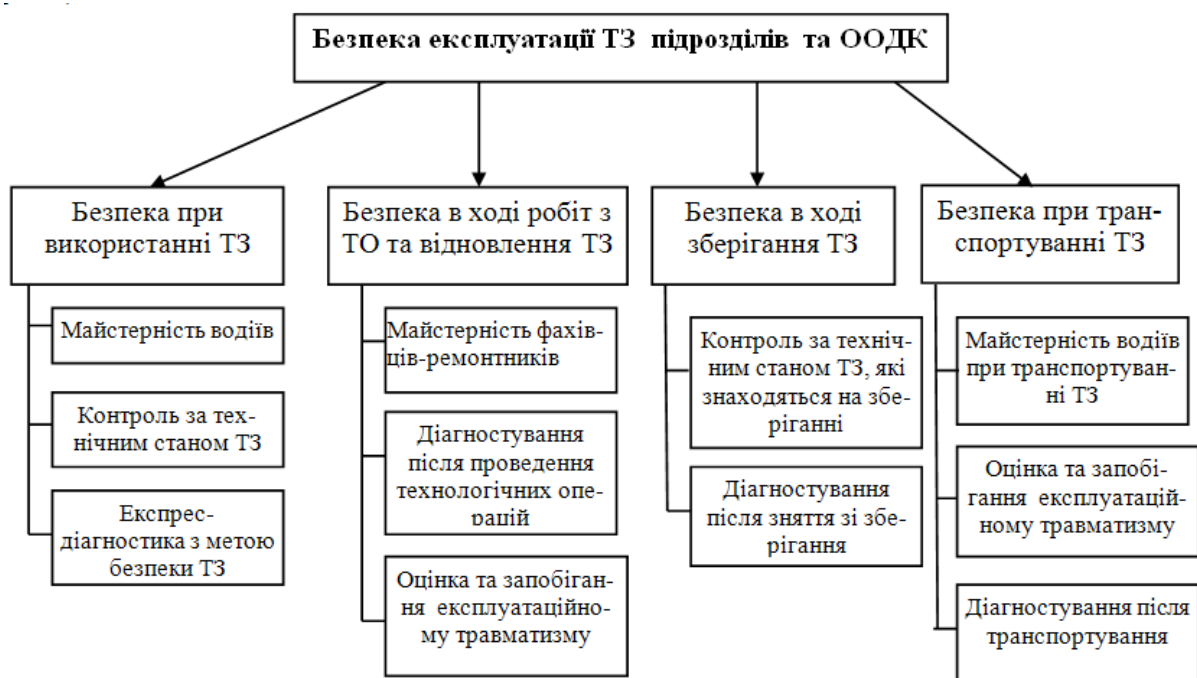 Безпека експлуатації ТЗ підрозділів та ООДК
Безпека при
використанні ТЗ
Майстерність водіїв
Контроль за тех-
нічним станом ТЗ
Експрес-
діагностика з метою
безпеки ТЗ
Безпека в ході робіт з
ТО та відновлення ТЗ
Майстерність фахів-
ців-ремонтників
Діагностування
після проведення
технологічних опе-
рацій
Оцінка та запобіган-
ня експлуатаційно-
му травматизму
Безпека в ході
зберігання ТЗ
Контроль за техніч-
ним станом ТЗ, які
знаходяться на збе-
ріганні
Діагностування
після зняття зі збе-
рігання
Безпека при тран-
спортуванні ТЗ
Майстерність водіїв
при транспортуван-
ні ТЗ
Оцінка та запобі-
гання експлуатацій-
ному травматизму
Діагностування після
транспортування